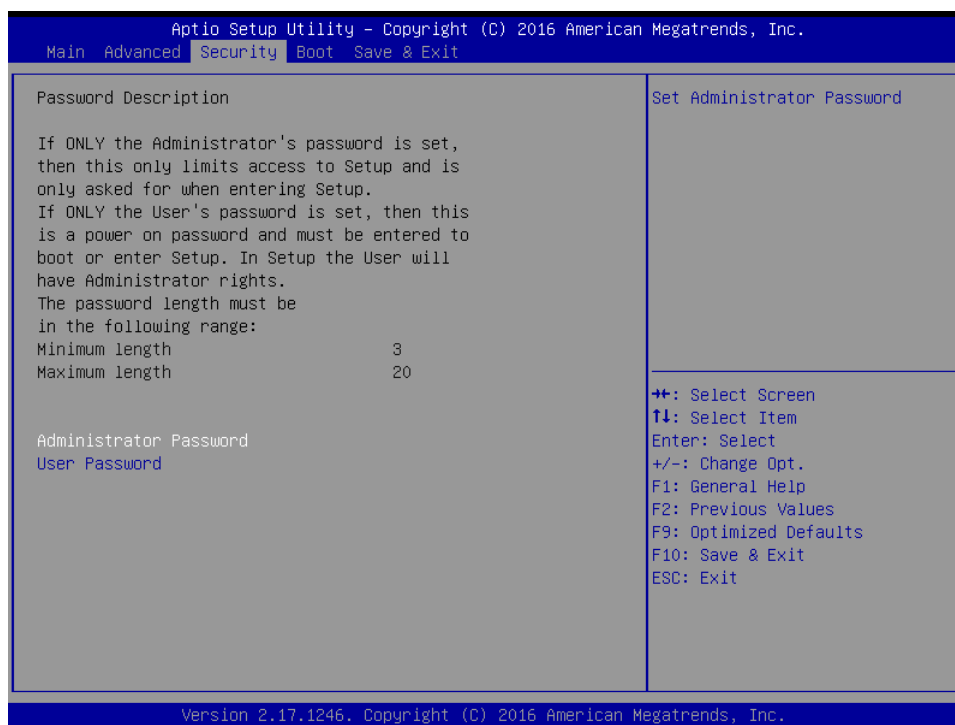 Aptio Setup Utility – Copyright (C) 2016 American Megatrends, Inc.
Main Advanced Security Boot Save & Exit
Password Description
If ONLY the Administrator's password is set,
then this only limits access to Setup and is
only asked for when entering Setup.
If ONLY the User's password is set, then this
is a power on password and must be entered to
boot or enter Setup. In Setup the User will
have Administrator rights.
The password length must be
in the following range:
Minimum length 3
Maximum length 20
Administrator Password
User Password
Set Administrator Password
→←: Select Screen
↑↓: Select Item
Enter: Select
+/-: Change Opt.
F1: General Help
F2: Previous Values
F9: Optimized Defaults
F10: Save & Exit
ESC: Exit
Version 2.17.1246. Copyright (C) 2016 American Megatrends, Inc.